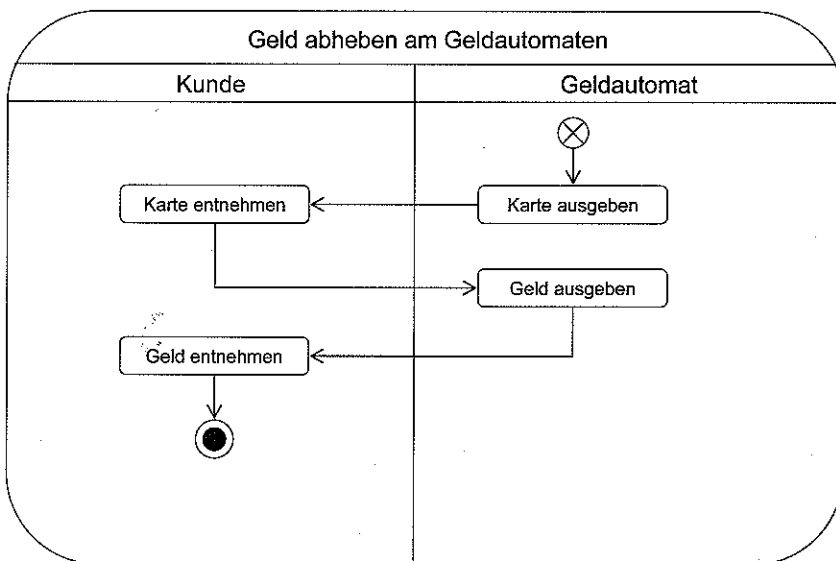 Geld abheben am Geldautomaten
Kunde
Geldautomat
Karte entnehmen
Karte ausgeben
Geld ausgeben
Geld entnehmen